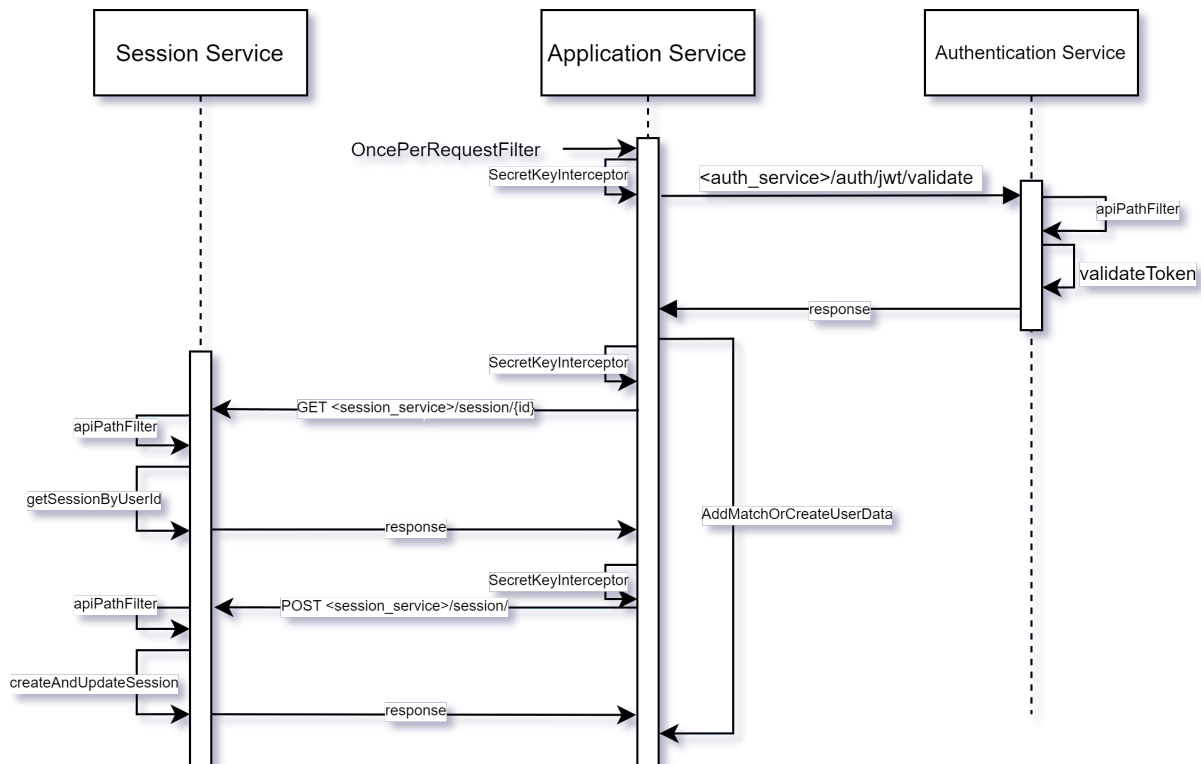 Session Service
Application Service
Authentication Service
OncePerRequestFilter
SecretKeyInterceptor
<auth_service>/auth/jwt/validate
apiPathFilter
validateToken
response
SecretKeyInterceptor
GET <session_service>/session/{id}
apiPathFilter
getSessionByUserId
AddMatchOrCreateUserData
response
SecretKeyInterceptor
apiPathFilter
POST <session_service>/session/
createAndUpdateSession
response